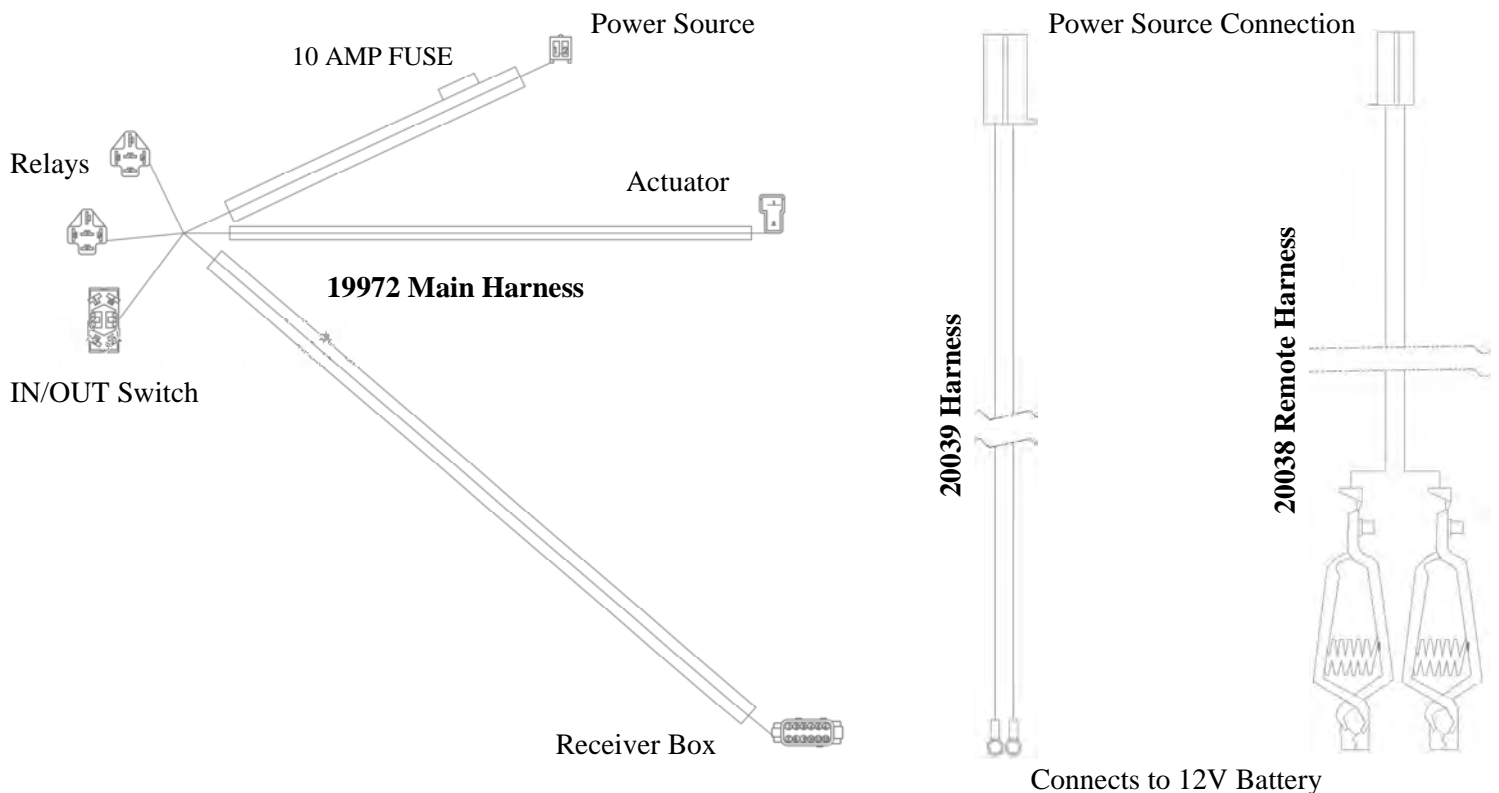 Power Source
10 AMP FUSE
Relays
Actuator
19972 Main Harness
IN/OUT Switch
Receiver Box
Power Source Connection
20039 Harness
20038 Remote Harness
Connects to 12V Battery